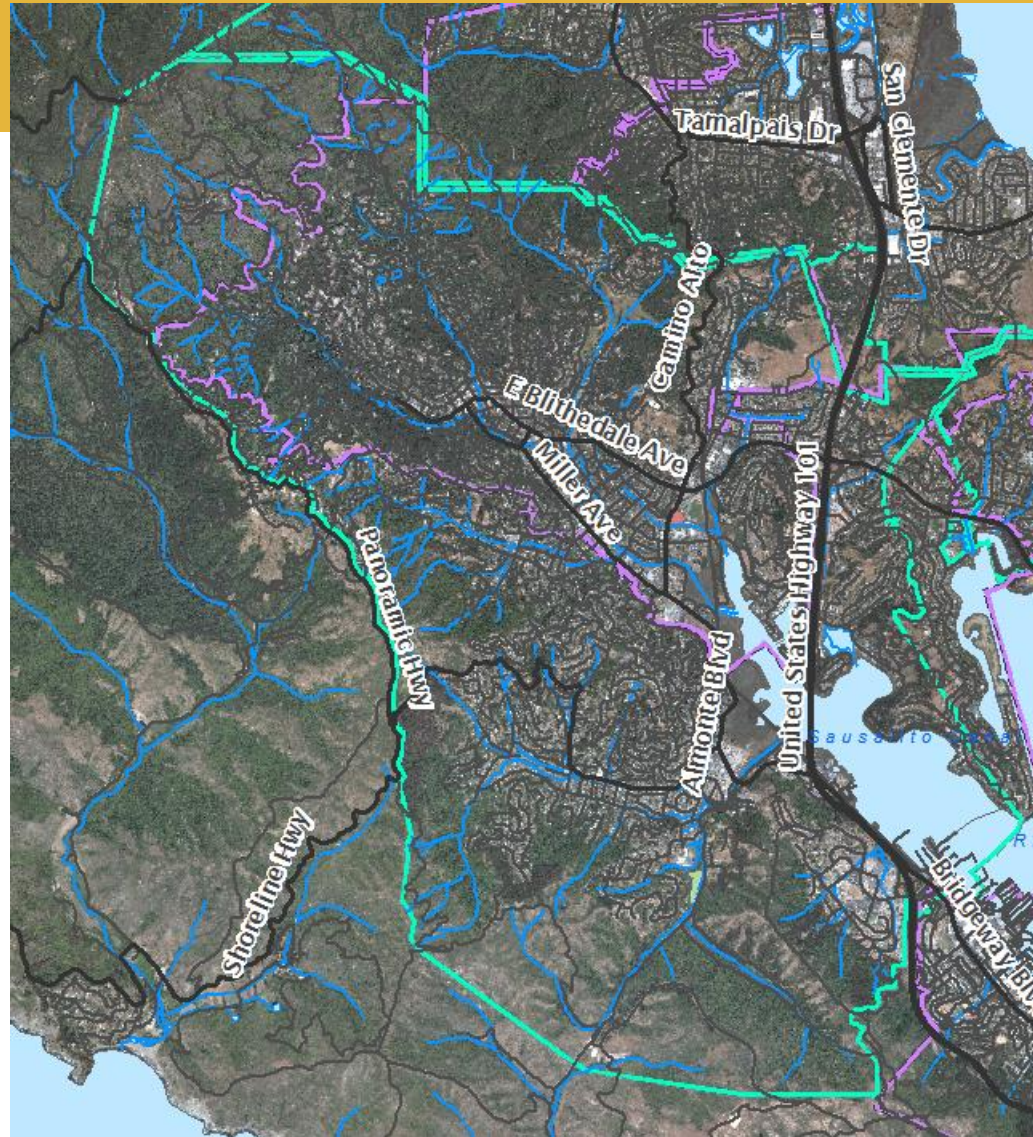 Tamalpais Dr
San Clemente Dr
Camino Alto
E Blithedale Ave
Miller Ave
United States Highway 101
Panoramic Hwy
Almonte Blvd
Sausalito
Shoreline Hwy
R
Bridgeway Blv